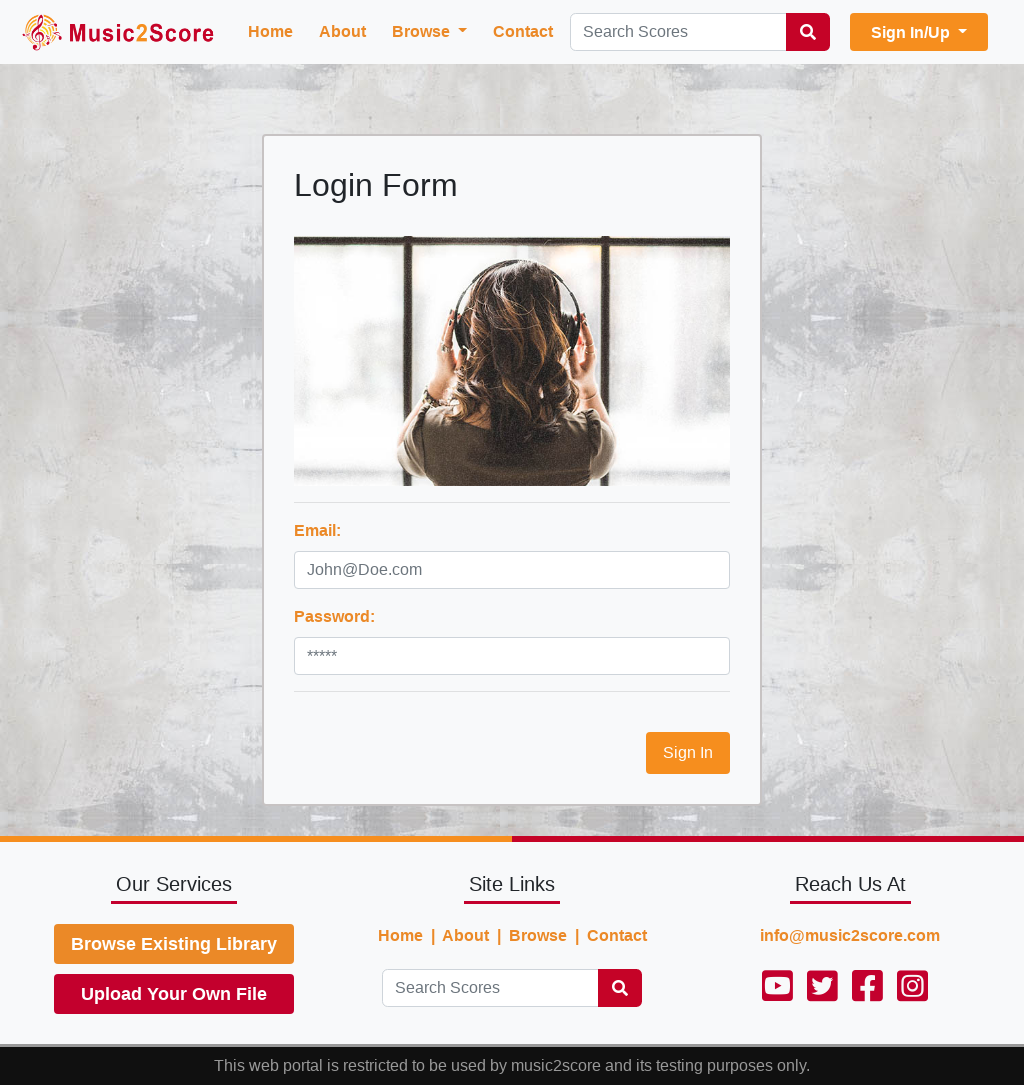 Music2Score Home About Browse Contact Search Scores Sign In/Up
Login Form
Email:
John@Doe.com
Password:
*****
Sign In
Our Services Site Links Reach Us At
Browse Existing Library Home | About | Browse | Contact info@music2score.com
Upload Your Own File Search Scores
This web portal is restricted to be used by music2score and its testing purposes only.